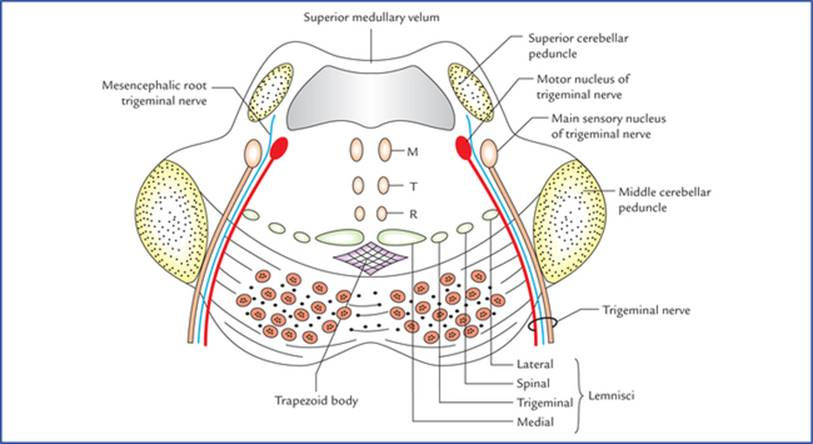 Superior medullary velum
Superior cerebellar
peduncle
Mesencephalic root
trigeminal nerve
Motor nucleus of
trigeminal nerve
Main sensory nucleus
of trigeminal nerve
M
T
R
Middle cerebellar
peduncle
Trigeminal nerve
Trapezoid body
Lateral
Spinal
Trigeminal
Medial
Lemnisci